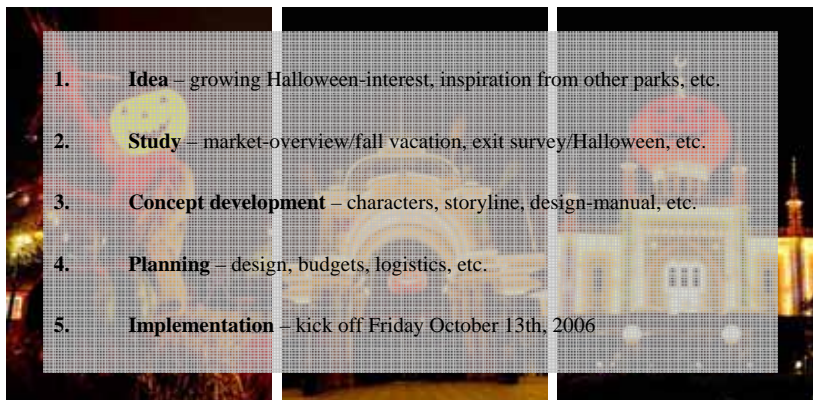 1. Idea – growing Halloween-interest, inspiration from other parks, etc.
2. Study – market-overview/fall vacation, exit survey/Halloween, etc.
3. Concept development – characters, storyline, design-manual, etc.
4. Planning – design, budgets, logistics, etc.
5. Implementation – kick off Friday October 13th, 2006